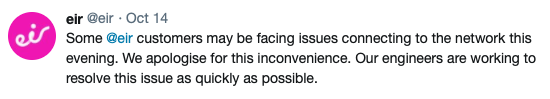 eir
eir @eir · Oct 14
Some @eir customers may be facing issues connecting to the network this
evening. We apologise for this inconvenience. Our engineers are working to
resolve this issue as quickly as possible.